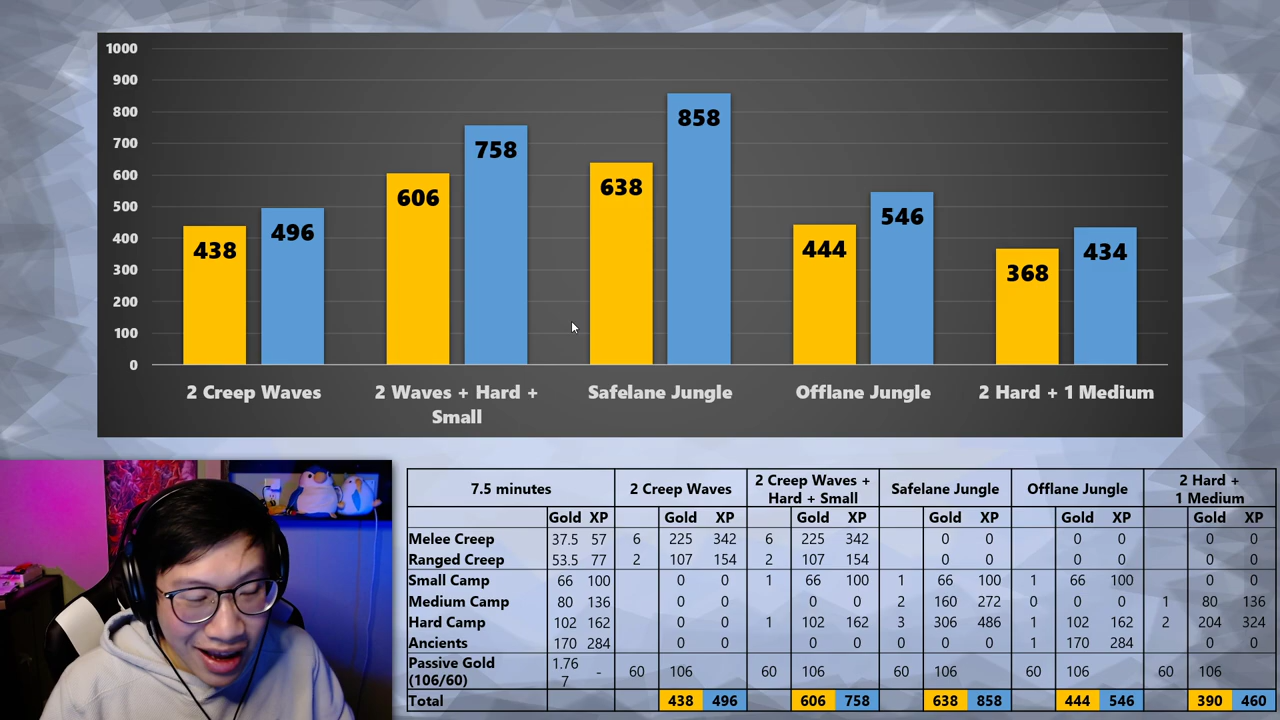 1000
900
800
700
600
500
400
300
200
100
0
438
496
606
758
638
858
444
546
368
434
2 Creep Waves
2 Waves + Hard +
Small
Safelane Jungle
Offlane Jungle
2 Hard + 1 Medium
7.5 minutes 2 Creep Waves 2 Creep Waves + Safelane Jungle Offlane Jungle 2 Hard +
Hard + Small 1 Medium
Gold XP Gold XP Gold XP Gold XP Gold XP Gold XP
Melee Creep 37.5 57 6 225 342 6 225 342 0 0 0 0 0 0
Ranged Creep 53.5 77 2 107 154 2 107 154 0 0 0 0 0 0
Small Camp 66 100 0 0 1 66 100 1 66 100 1 66 100 0 0
Medium Camp 80 136 0 0 0 0 2 160 272 0 0 0 1 80 136
Hard Camp 102 162 0 0 1 102 162 3 306 486 1 102 162 2 204 324
Ancients 170 284 0 0 0 0 0 0 1 170 284 0 0
Passive Gold 1.76 - 60 106 60 106 60 106 60 106 60 106
(106/60) 7
Total 438 496 606 758 638 858 444 546 390 460